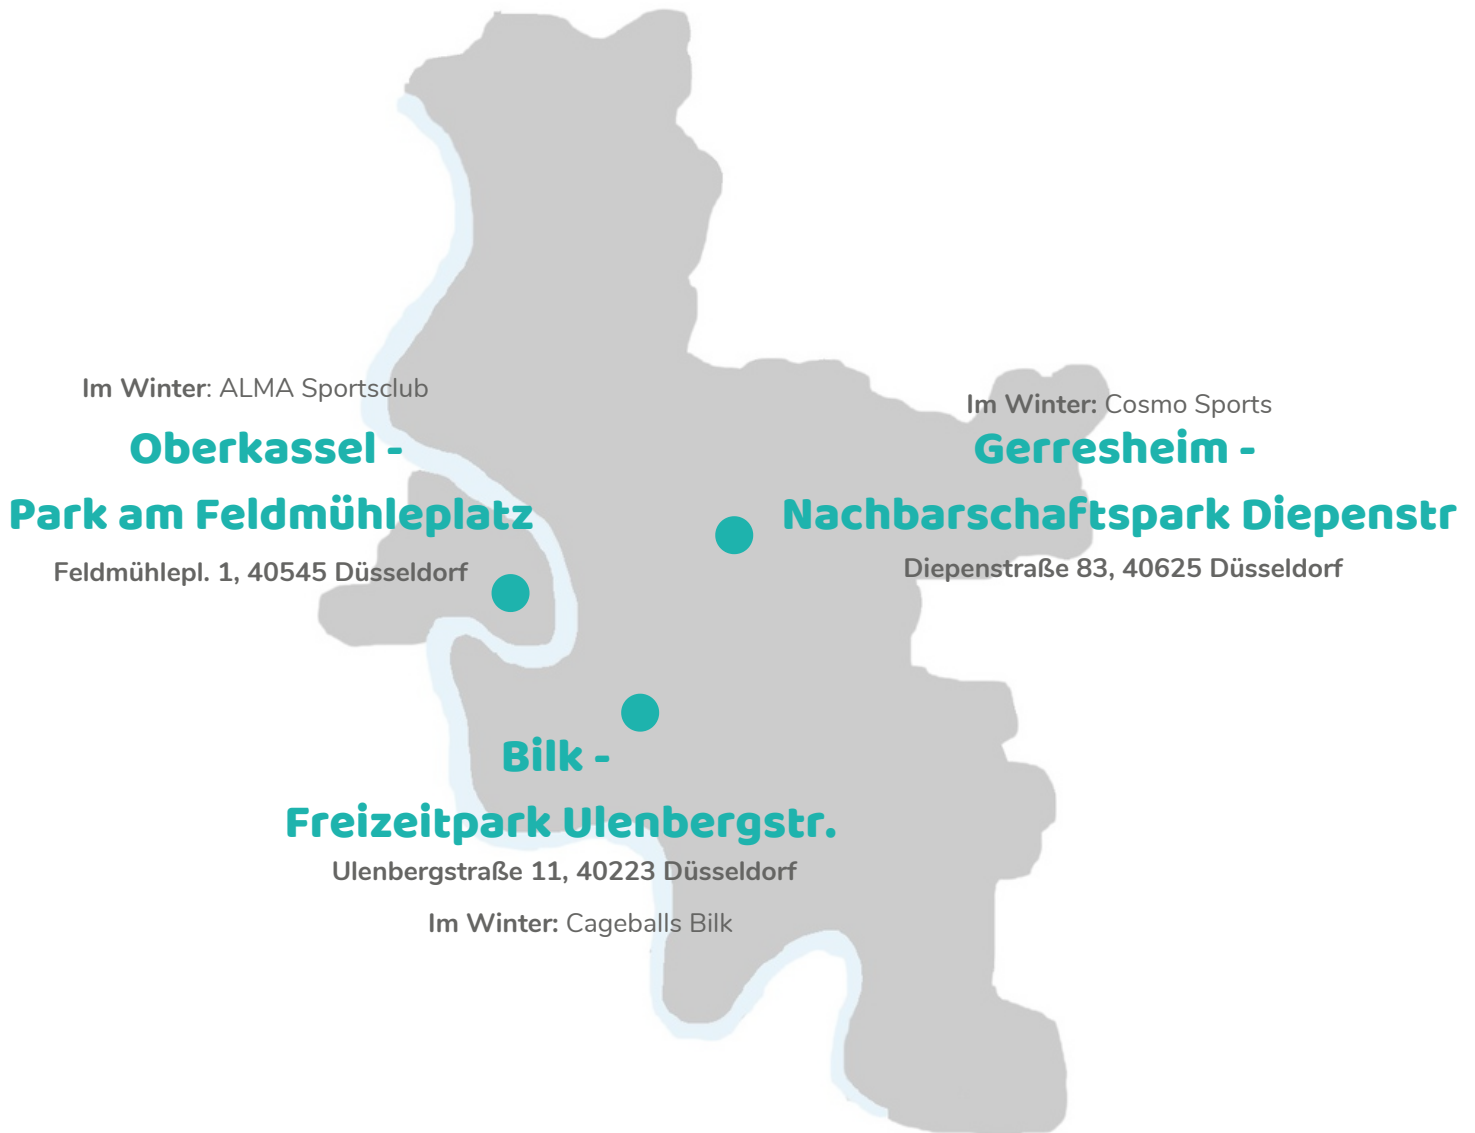 Im Winter: ALMA Sportsclub
Oberkassel -
Park am Feldmühleplatz
Feldmühlepl. 1, 40545 Düsseldorf
Im Winter: Cosmo Sports
Gerresheim -
Nachbarschaftspark Diepenstr
Diepenstraße 83, 40625 Düsseldorf
Bilk -
Freizeitpark Ulenbergstr.
Ulenbergstraße 11, 40223 Düsseldorf
Im Winter: Cageballs Bilk